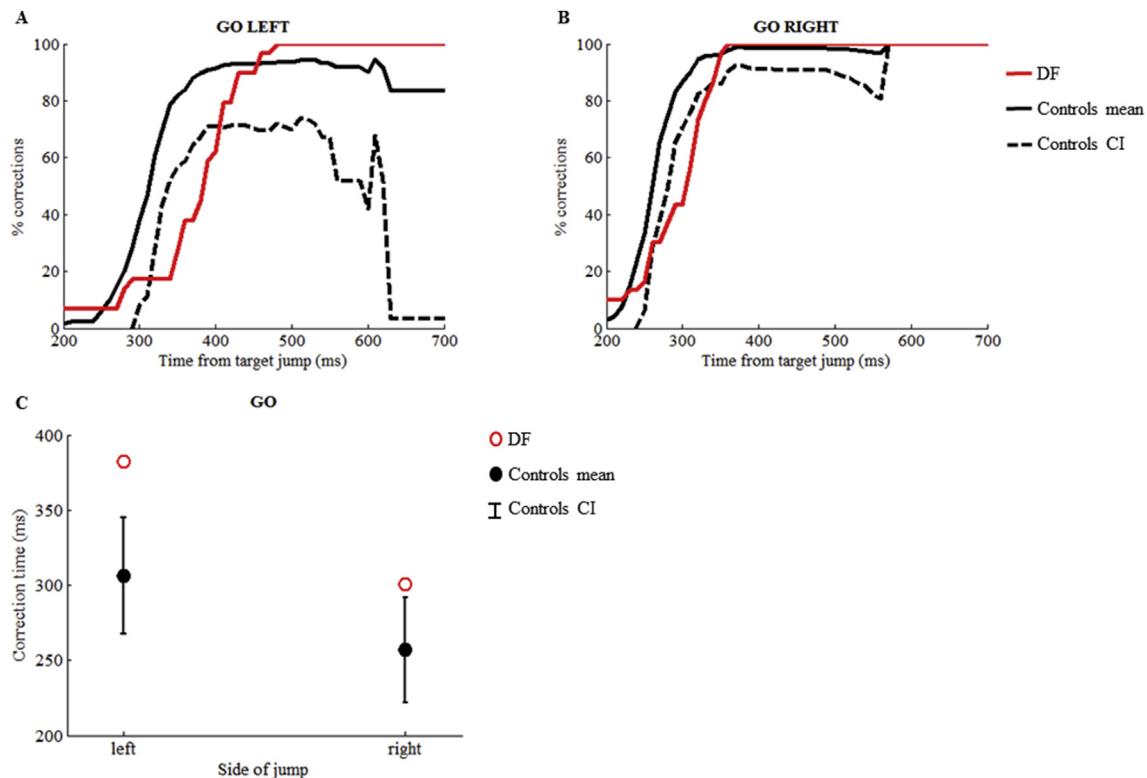 A
GO LEFT
100
80
60
40
20
0
% corrections
200 300 400 500 600 700
Time from target jump (ms)
B
GO RIGHT
100
80
60
40
20
0
% corrections
200 300 400 500 600 700
Time from target jump (ms)
DF
Controls mean
Controls CI
C
GO
400
350
300
250
200
Correction time (ms)
left right
Side of jump
DF
Controls mean
Controls CI